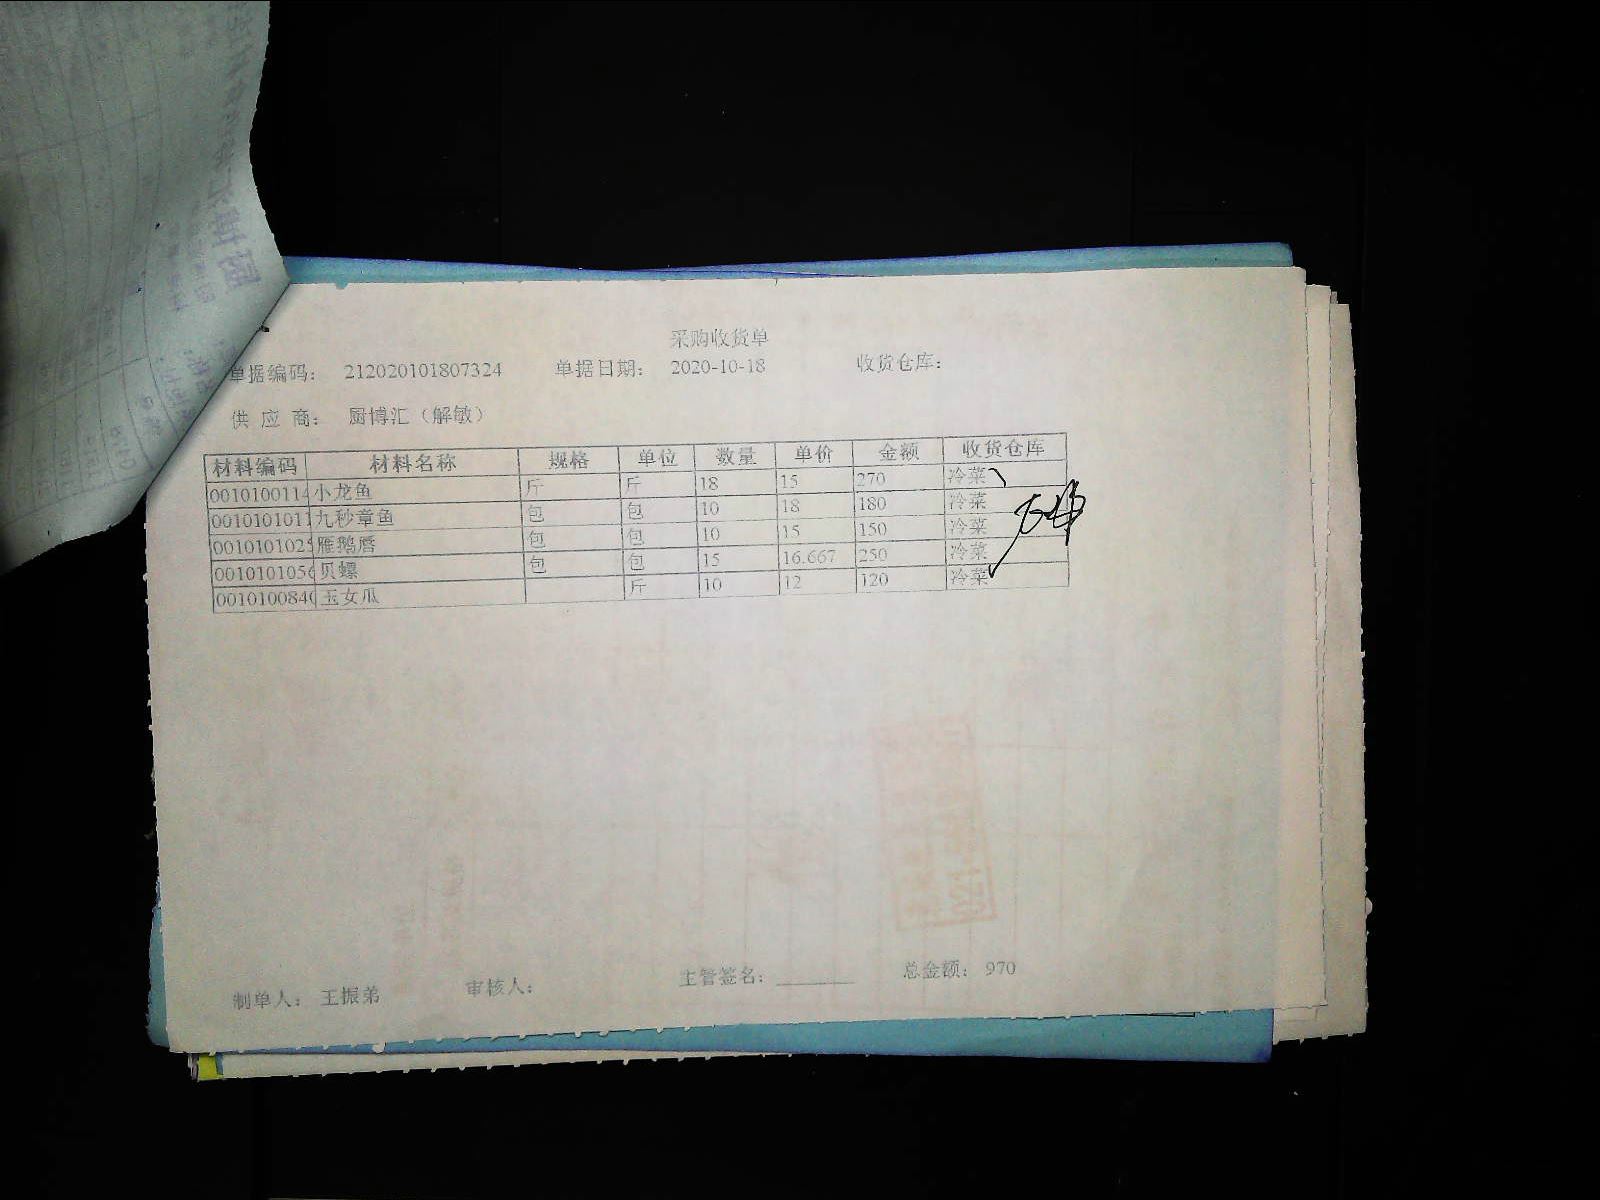 采购收货单
单据编码： 212020101807324 单据日期： 2020-10-18 收货仓库：
供 应 商： 厨博汇（解敏）
材料编码 材料名称 规格 单位 数量 单价 金额 收货仓库
0010100114 小龙鱼 斤 斤 18 15 270 冷菜
0010101011 九秒章鱼 包 包 10 18 180 冷菜
001010102 雁鹅唇 包 包 10 15 150 冷菜
001010105 贝螺 包 包 15 16.667 250 冷菜
001010084 玉女瓜 斤 10 12 120 冷菜
制单人： 王振弟 审核人： 主管签名： 总金额： 970